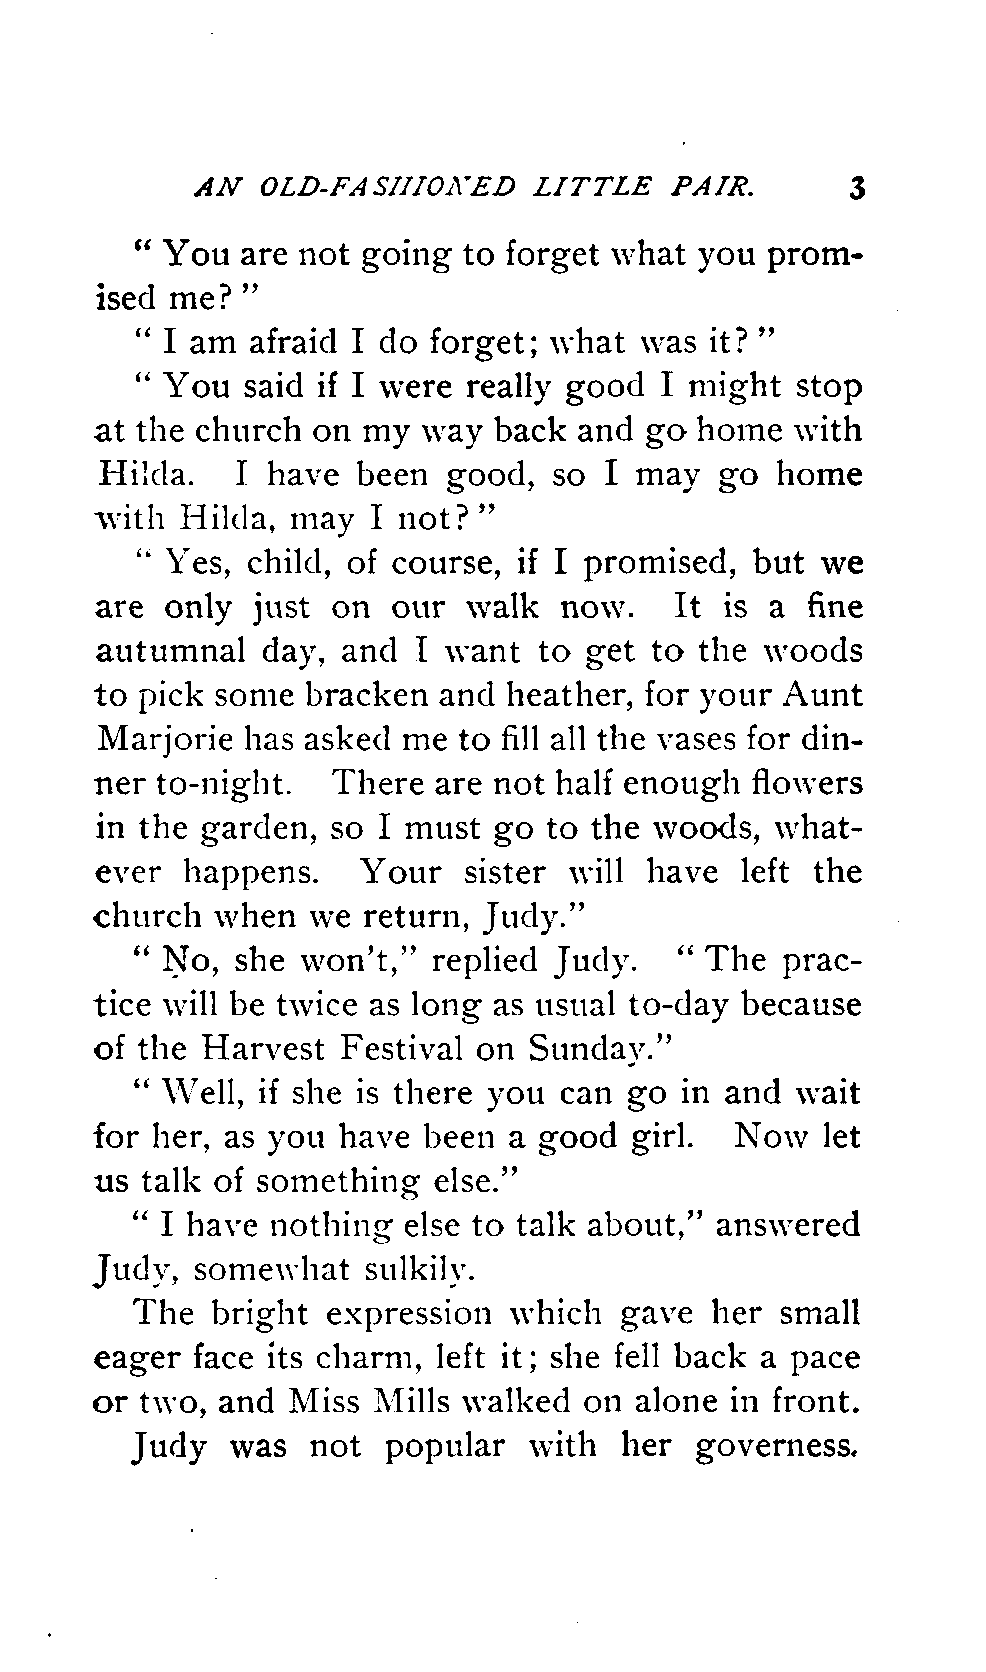 AN OLD-FASHIONED LITTLE PAIR. 3
" You are not going to forget what you prom-
ised me? "
" I am afraid I do forget; what was it? "
" You said if I were really good I might stop
at the church on my way back and go home with
Hilda. I have been good, so I may go home
with Hilda, may I not? "
" Yes, child, of course, if I promised, but we
are only just on our walk now. It is a fine
autumnal day, and I want to get to the woods
to pick some bracken and heather, for your Aunt
Marjorie has asked me to fill all the vases for din-
ner to-night. There are not half enough flowers
in the garden, so I must go to the woods, what-
ever happens. Your sister will have left the
church when we return, Judy."
" No, she won't," replied Judy. " The prac-
tice will be twice as long as usual to-day because
of the Harvest Festival on Sunday."
" Well, if she is there you can go in and wait
for her, as you have been a good girl. Now let
us talk of something else."
" I have nothing else to talk about," answered
Judy, somewhat sulkily.
The bright expression which gave her small
eager face its charm, left it; she fell back a pace
or two, and Miss Mills walked on alone in front.
Judy was not popular with her governess.